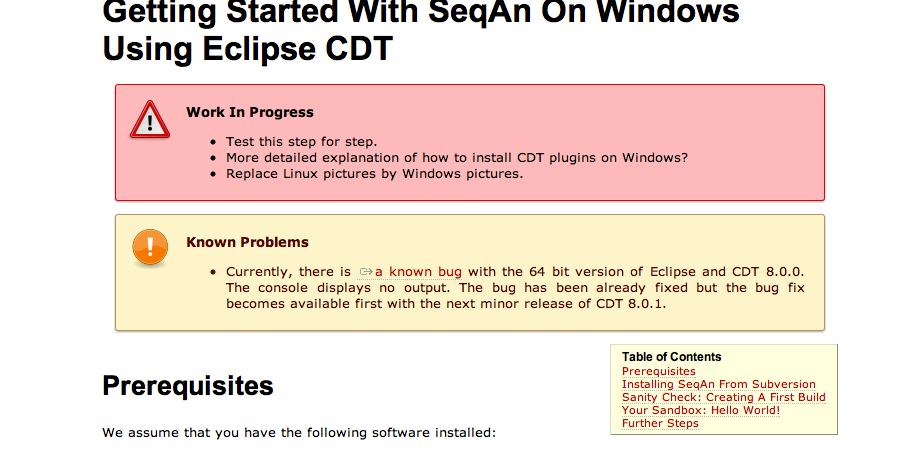 Getting Started With SeqAn On Windows
Using Eclipse CDT
Work In Progress
• Test this step for step.
• More detailed explanation of how to install CDT plugins on Windows?
• Replace Linux pictures by Windows pictures.
Known Problems
• Currently, there is a known bug with the 64 bit version of Eclipse and CDT 8.0.0.
The console displays no output. The bug has been already fixed but the bug fix
becomes available first with the next minor release of CDT 8.0.1.
Table of Contents
Prerequisites
Installing SeqAn From Subversion
Sanity Check: Creating A First Build
Your Sandbox: Hello World!
Further Steps
Prerequisites
We assume that you have the following software installed: